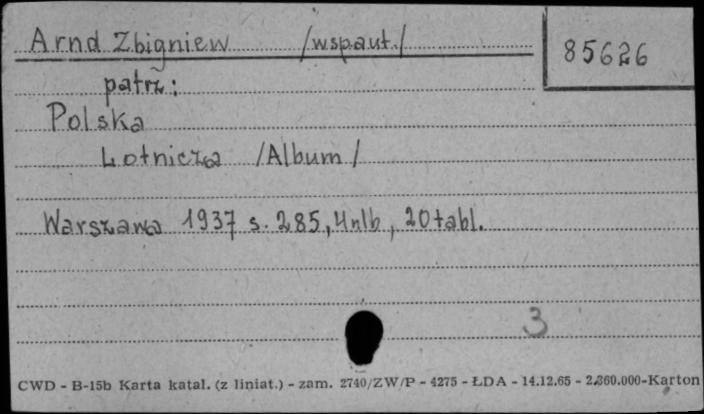 Arnd Zbigniew /wspaut./
85626
patrz:
Polska
Lotnicza /Album/
Warszawa 1937 s. 285, 4nlb, 20 tabl.
3
CWD - B-15b Karta katal. (z liniat.) - zam. 2740/ZW/P - 4275 - ŁDA - 14.12.65 - 2.360.000-Karton